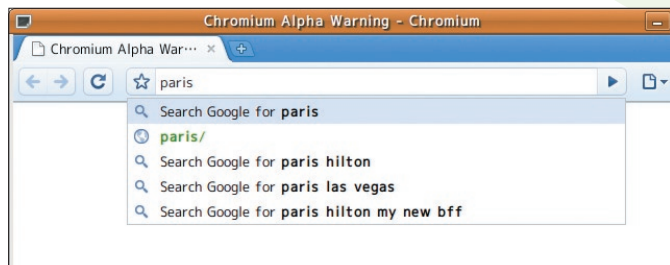 Chromium Alpha Warning - Chromium
Chromium Alpha War···
paris
Search Google for paris
paris/
Search Google for paris hilton
Search Google for paris las vegas
Search Google for paris hilton my new bff